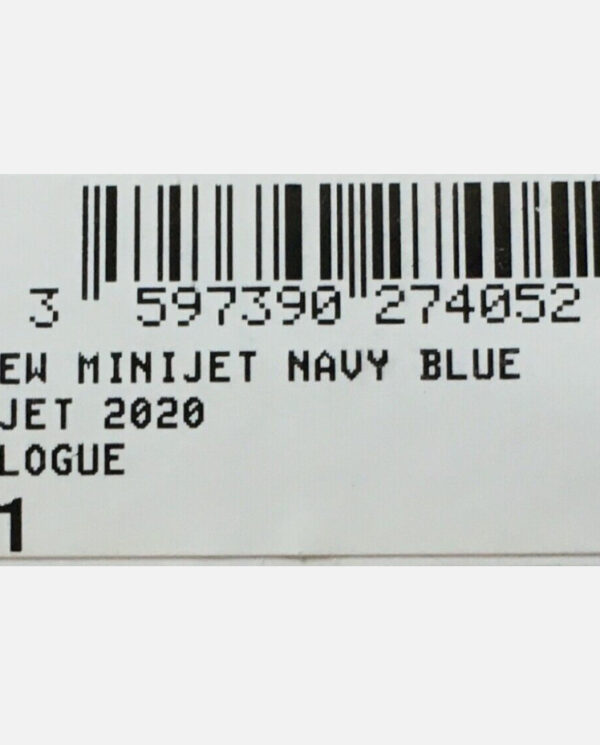 3 597390 274052
EW MINIJET NAVY BLUE
JET 2020
LOGUE
1